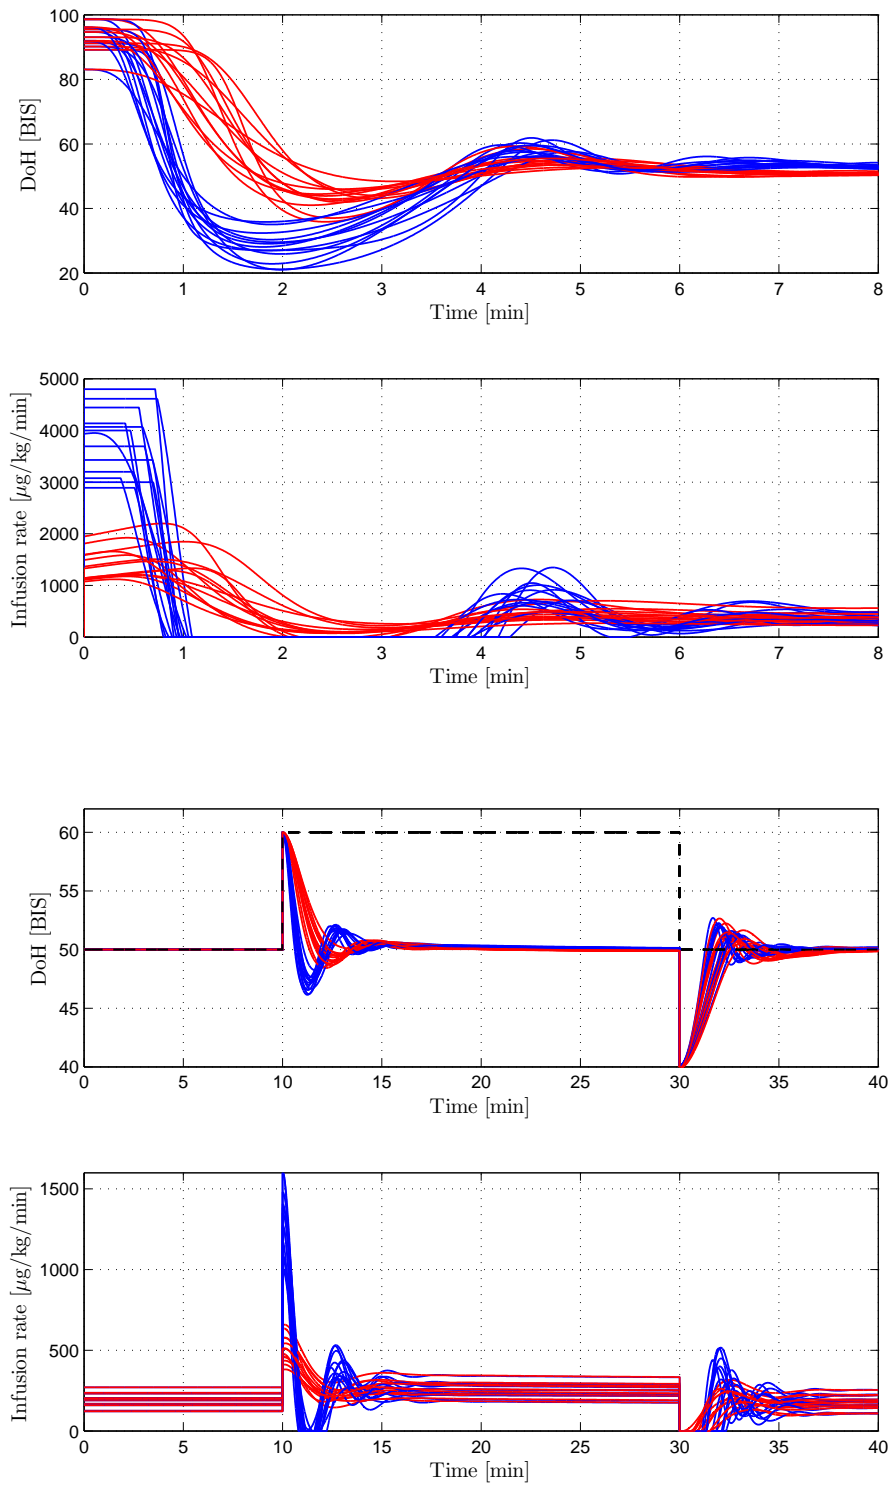 100
80
60
40
20
DoH [BIS]
0 1 2 3 4 5 6 7 8
Time [min]
5000
4000
3000
2000
1000
0
Infusion rate [μg/kg/min]
0 1 2 3 4 5 6 7 8
Time [min]
60
55
50
45
40
DoH [BIS]
0 5 10 15 20 25 30 35 40
Time [min]
1500
1000
500
0
Infusion rate [μg/kg/min]
0 5 10 15 20 25 30 35 40
Time [min]